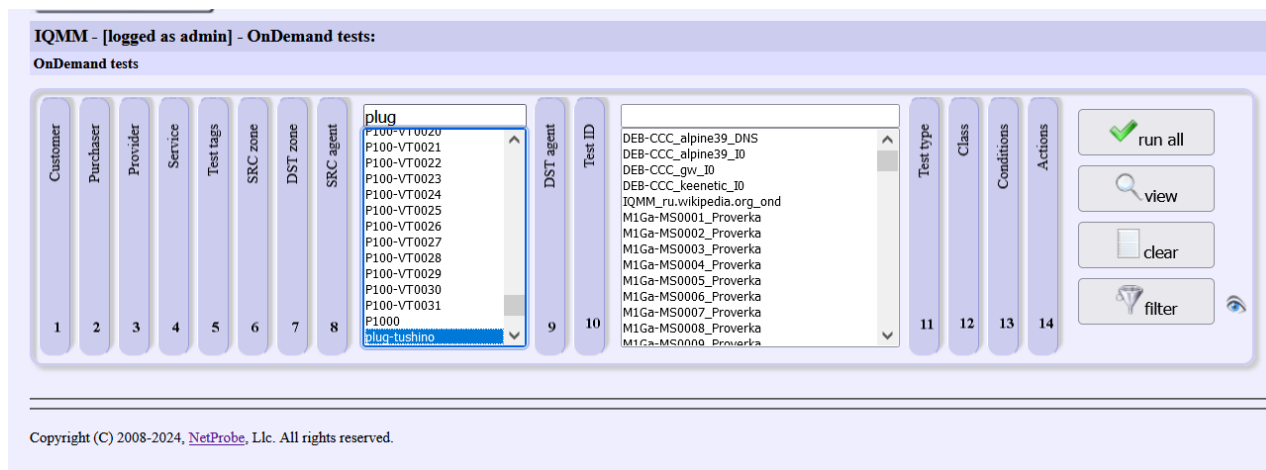 IQMM - [logged as admin] - OnDemand tests:
OnDemand tests
Customer
1
Purchaser
2
Provider
3
Service
4
Test tags
5
SRC zone
6
DST zone
7
SRC agent
8
plug
P100-VT0020
P100-VT0021
P100-VT0022
P100-VT0023
P100-VT0024
P100-VT0025
P100-VT0026
P100-VT0027
P100-VT0028
P100-VT0029
P100-VT0030
P100-VT0031
P1000
plug-tushino
DST agent
9
Test ID
10
DEB-CCC_alpine39_DNS
DEB-CCC_alpine39_I0
DEB-CCC_gw_I0
DEB-CCC_keenetic_I0
IQMM_ru.wikipedia.org_ond
M1Ga-MS0001_Proverka
M1Ga-MS0002_Proverka
M1Ga-MS0003_Proverka
M1Ga-MS0004_Proverka
M1Ga-MS0005_Proverka
M1Ga-MS0006_Proverka
M1Ga-MS0007_Proverka
M1Ga-MS0008_Proverka
M1Ga-MS0009_Proverka
Test type
11
Class
12
Conditions
13
Actions
14
run all
view
clear
filter
Copyright (C) 2008-2024, NetProbe, Llc. All rights reserved.